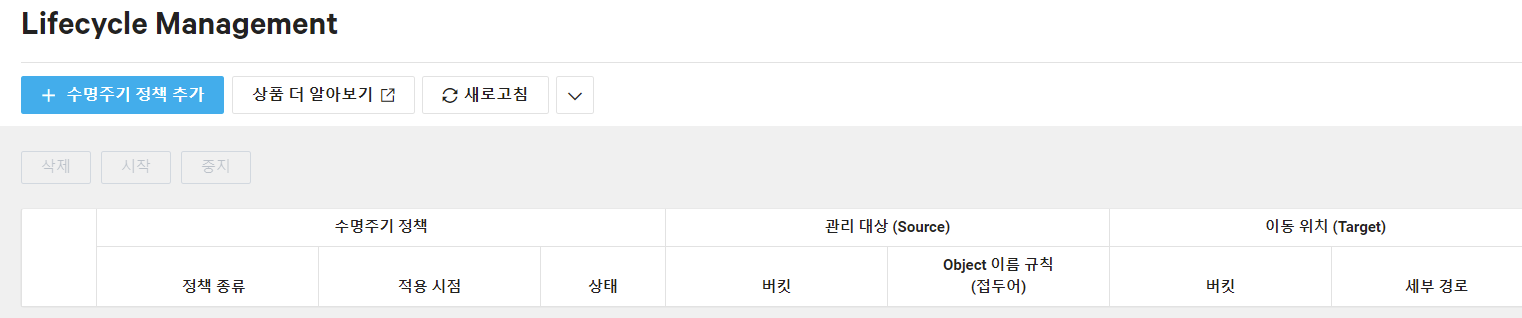 Lifecycle Management
+ 수명주기 정책 추가 상품 더 알아보기 새로고침
삭제 시작 중지
수명주기 정책 관리 대상 (Source) 이동 위치 (Target)
정책 종류 적용 시점 상태 버킷 Object 이름 규칙 (접두어) 버킷 세부 경로